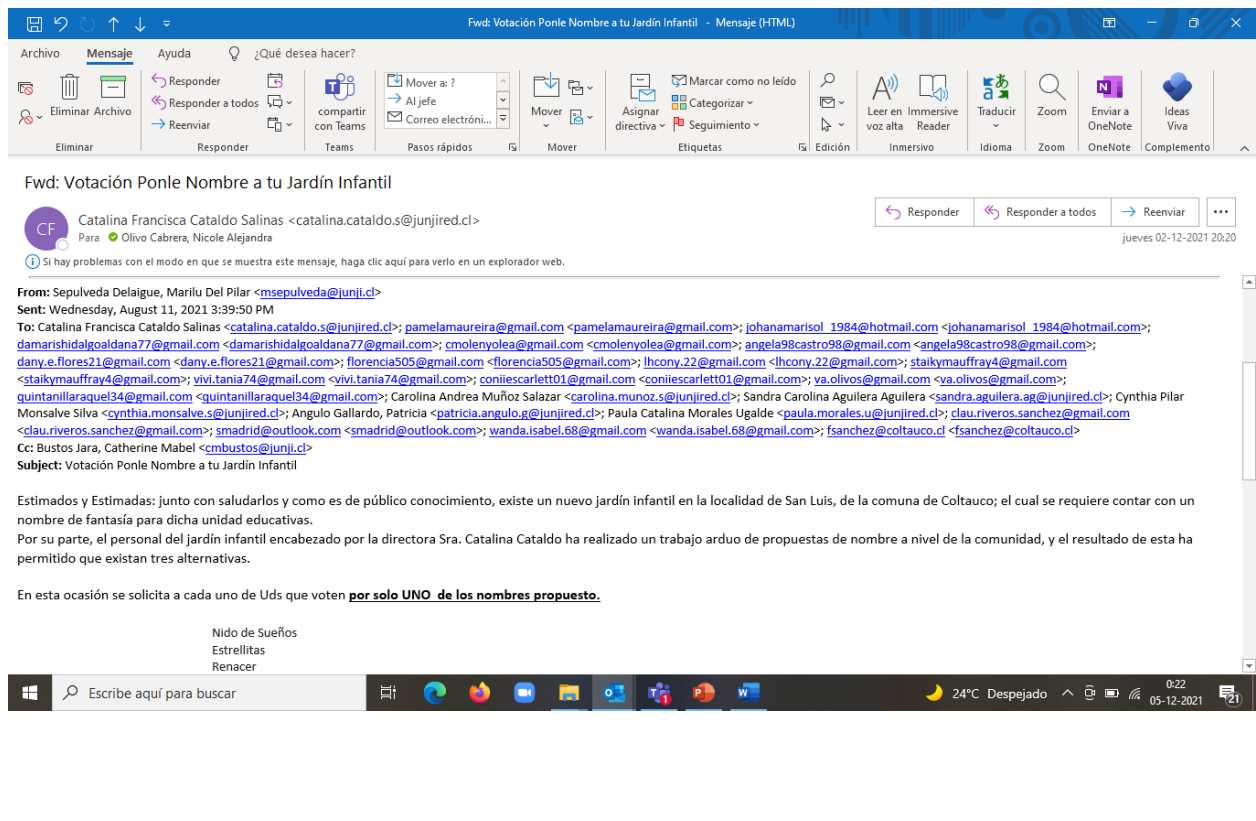 Fwd: Votación Ponle Nombre a tu Jardín Infantil - Mensaje (HTML)
Archivo Mensaje Ayuda ¿Qué desea hacer?
Eliminar Archivo
Responder
Responder a todos
Reenviar
compartir con Teams
Mover a: ?
Al jefe
Correo electróni...
Mover
Asignar directiva
Marcar como no leído
Categorizar
Seguimiento
Leer en voz alta
Immersive Reader
Traducir
Zoom
Enviar a OneNote
Ideas Viva
Eliminar Responder Teams Pasos rápidos Mover Etiquetas Edición Inmersivo Idioma Zoom OneNote Complemento
Fwd: Votación Ponle Nombre a tu Jardín Infantil
CF
Catalina Francisca Cataldo Salinas <catalina.cataldo.s@junjired.cl>
Para Olivo Cabrera, Nicole Alejandra
Responder Responder a todos Reenviar
jueves 02-12-2021 20:20
Si hay problemas con el modo en que se muestra este mensaje, haga clic aquí para verlo en un explorador web.
From: Sepulveda Delaigue, Marilu Del Pilar <msepulveda@junji.cl>
Sent: Wednesday, August 11, 2021 3:39:50 PM
To: Catalina Francisca Cataldo Salinas <catalina.cataldo.s@junjired.cl>; pamelamaureira@gmail.com <pamelamaureira@gmail.com>; johanamarisol_1984@hotmail.com <johanamarisol_1984@hotmail.com>;
damarishidalgoaldana77@gmail.com <damarishidalgoaldana77@gmail.com>; cmolenyolea@gmail.com <cmolenyolea@gmail.com>; angela98castro98@gmail.com <angela98castro98@gmail.com>;
dany.e.flores21@gmail.com <dany.e.flores21@gmail.com>; florencia505@gmail.com <florencia505@gmail.com>; lhcony.22@gmail.com <lhcony.22@gmail.com>; staikymauffray4@gmail.com
<staikymauffray4@gmail.com>; vivi.tania74@gmail.com <vivi.tania74@gmail.com>; coniiescarlett01@gmail.com <coniiescarlett01@gmail.com>; va.olivos@gmail.com <va.olivos@gmail.com>;
quintanillaraquel34@gmail.com <quintanillaraquel34@gmail.com>; Carolina Andrea Muñoz Salazar <carolina.munoz.s@junjired.cl>; Sandra Carolina Aguilera Aguilera <sandra.aguilera.ag@junjired.cl>; Cynthia Pilar
Monsalve Silva <cynthia.monsalve.s@junjired.cl>; Angulo Gallardo, Patricia <patricia.angulo.g@junjired.cl>; Paula Catalina Morales Ugalde <paula.morales.u@junjired.cl>; clau.riveros.sanchez@gmail.com
<clau.riveros.sanchez@gmail.com>; smadrid@outlook.com <smadrid@outlook.com>; wanda.isabel.68@gmail.com <wanda.isabel.68@gmail.com>; fsanchez@coltauco.cl <fsanchez@coltauco.cl>
Cc: Bustos Jara, Catherine Mabel <cmbustos@junji.cl>
Subject: Votación Ponle Nombre a tu Jardín Infantil
Estimados y Estimadas: junto con saludarlos y como es de público conocimiento, existe un nuevo jardín infantil en la localidad de San Luis, de la comuna de Coltauco; el cual se requiere contar con un
nombre de fantasía para dicha unidad educativas.
Por su parte, el personal del jardín infantil encabezado por la directora Sra. Catalina Cataldo ha realizado un trabajo arduo de propuestas de nombre a nivel de la comunidad, y el resultado de esta ha
permitido que existan tres alternativas.
En esta ocasión se solicita a cada uno de Uds que voten por solo UNO de los nombres propuesto.
Nido de Sueños
Estrellitas
Renacer
Escribe aquí para buscar
24°C Despejado
0:22
05-12-2021
21